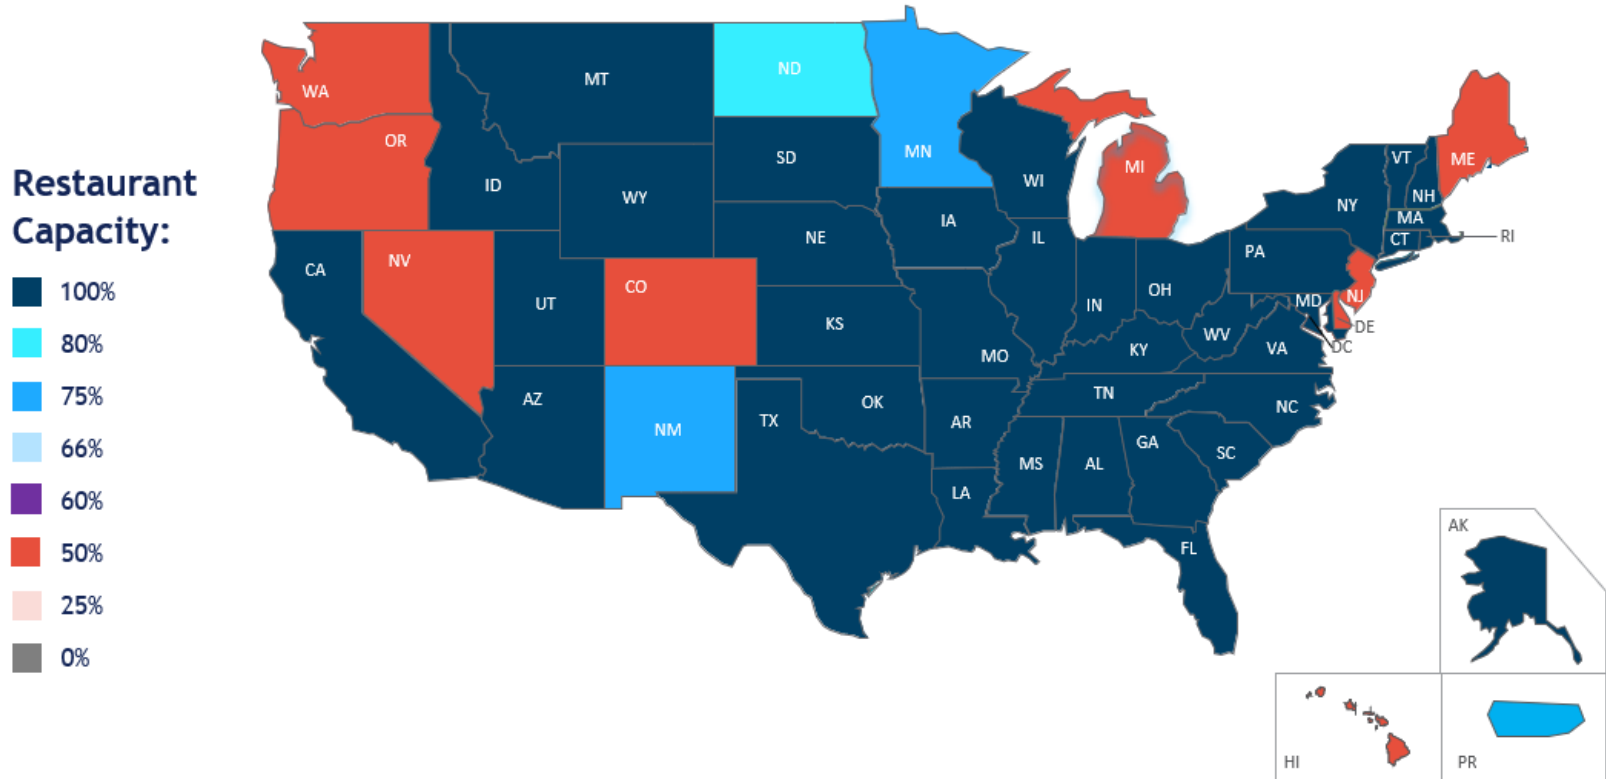 Restaurant
Capacity:
100%
80%
75%
66%
60%
50%
25%
0%
WA
MT
ND
MN
OR
ID
WY
SD
WI
MI
VT
ME
NH
NY
MA
CT
RI
CA
NV
UT
CO
NE
IA
IL
IN
OH
PA
NJ
MD
DE
DC
KS
MO
KY
WV
VA
AZ
NM
TX
OK
AR
TN
NC
SC
GA
AL
MS
LA
FL
AK
HI
PR